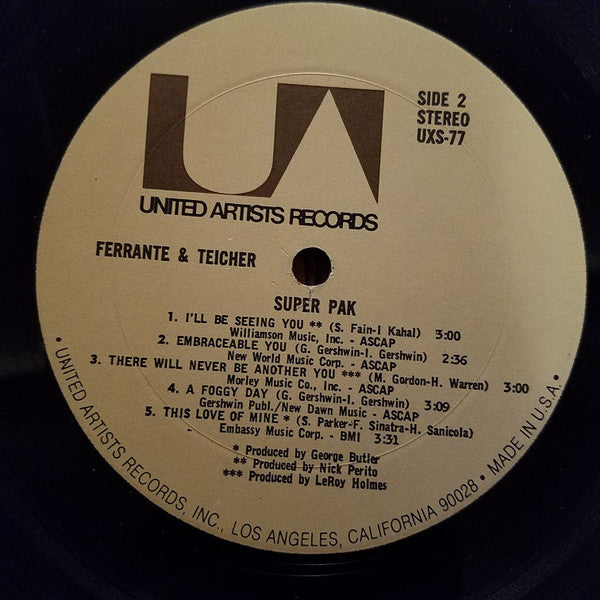 UA
SIDE 2
STEREO
UXS-77
UNITED ARTISTS RECORDS
FERRANTE & TEICHER
SUPER PAK
1. I'LL BE SEEING YOU ** (S. Fain-I Kahal) 3:00
Williamson Music, Inc. - ASCAP
2. EMBRACEABLE YOU (G. Gershwin-I. Gershwin) 2:36
New World Music Corp. - ASCAP
3. THERE WILL NEVER BE ANOTHER YOU *** (M. Gordon-H. Warren) 3:00
Morley Music Co., Inc. - ASCAP
4. A FOGGY DAY (G. Gershwin-I. Gershwin) 3:09
Gershwin Publ./New Dawn Music - ASCAP
5. THIS LOVE OF MINE * (S. Parker-F. Sinatra-H. Sanicola)
Embassy Music Corp. - BMI 3:31
* Produced by George Butler
** Produced by Nick Perito
*** Produced by LeRoy Holmes
• UNITED ARTISTS RECORDS, INC., LOS ANGELES, CALIFORNIA 90028 • MADE IN U.S.A. •